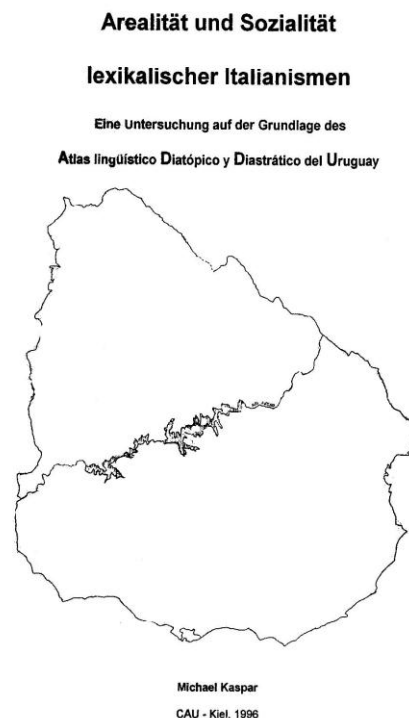 Arealität und Sozialität
lexikalischer Italianismen
Eine Untersuchung auf der Grundlage des
Atlas lingüístico Diatópico y Diastrático del Uruguay
Michael Kaspar
CAU - Kiel, 1996